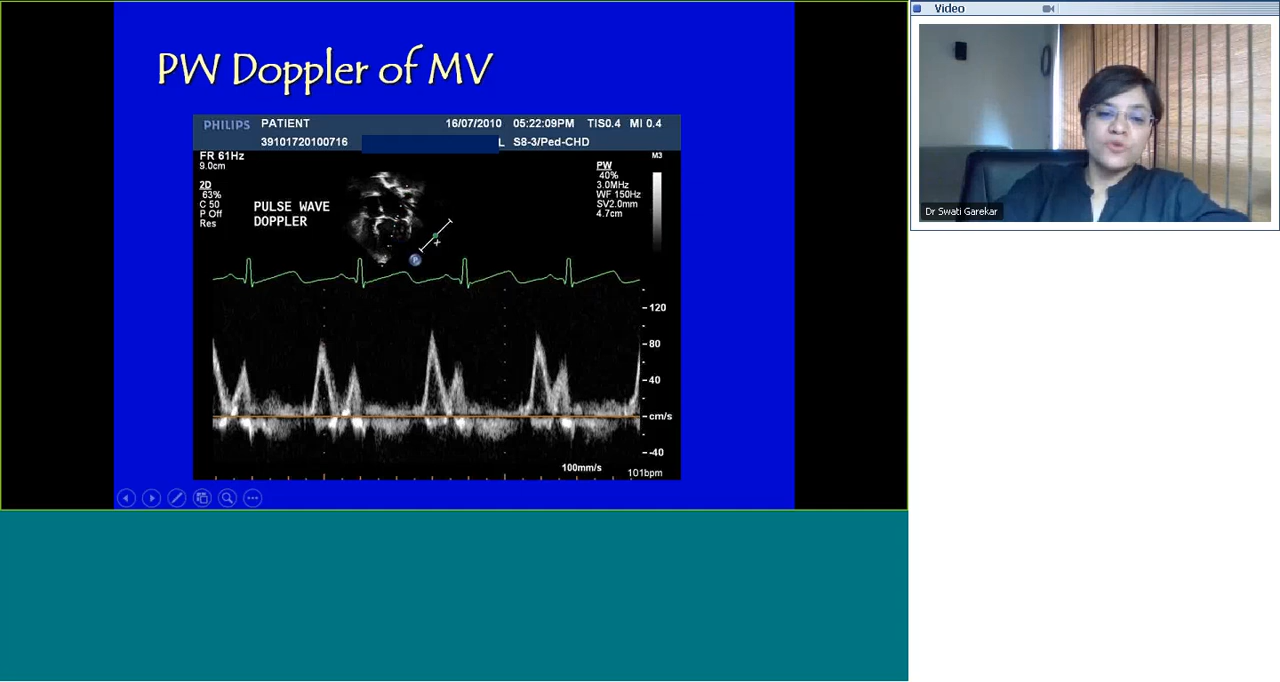 PW Doppler of MV
PHILIPS PATIENT 16/07/2010 05:22:09PM TIS0.4 MI 0.4
39101720100716 L S8-3/Ped-CHD
FR 61Hz
9.0cm
2D
63%
C 50
P Off
Res
PULSE WAVE
DOPPLER
P
M3
PW
40%
3.0MHz
WF 150Hz
SV2.0mm
4.7cm
120
80
40
cm/s
-40
100mm/s
101bpm
Video
Dr Swati Garekar